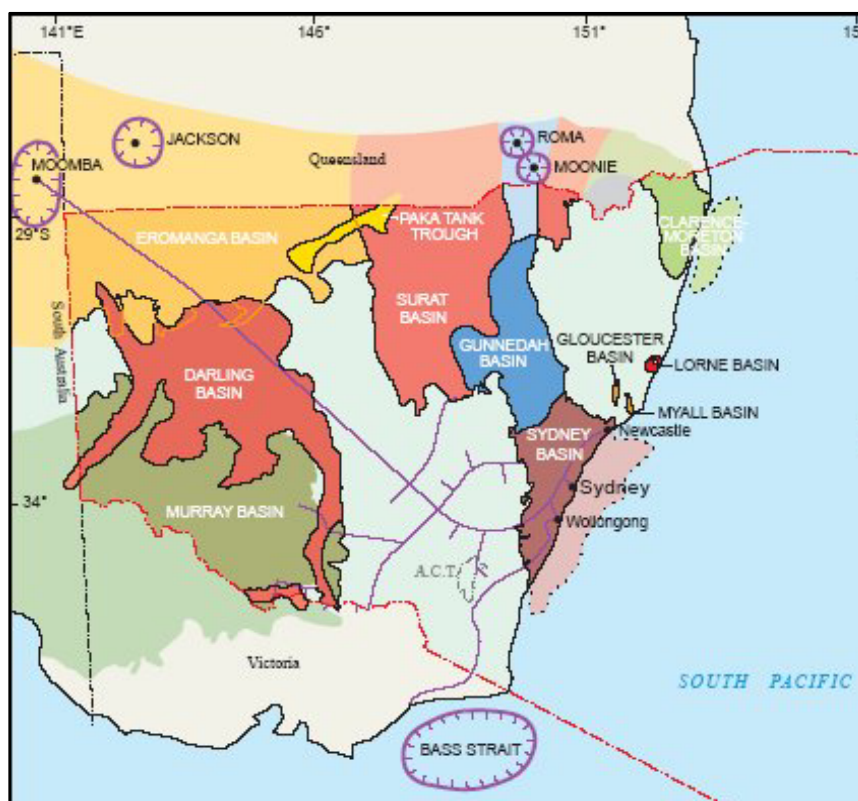 141°E
146°
151°
15
JACKSON
ROMA
MOOMBA
Queensland
MOONIE
29°S
EROMANGA BASIN
PAKA TANK
TROUGH
CLARENCE-
MORETON
BASIN
South Australia
SURAT
BASIN
GUNNEDAH
BASIN
GLOUCESTER
BASIN
LORNE BASIN
DARLING
BASIN
MYALL BASIN
SYDNEY
BASIN
Newcastle
34°
Sydney
MURRAY BASIN
Wollongong
A.C.T.
Victoria
SOUTH PACIFIC
BASS STRAIT